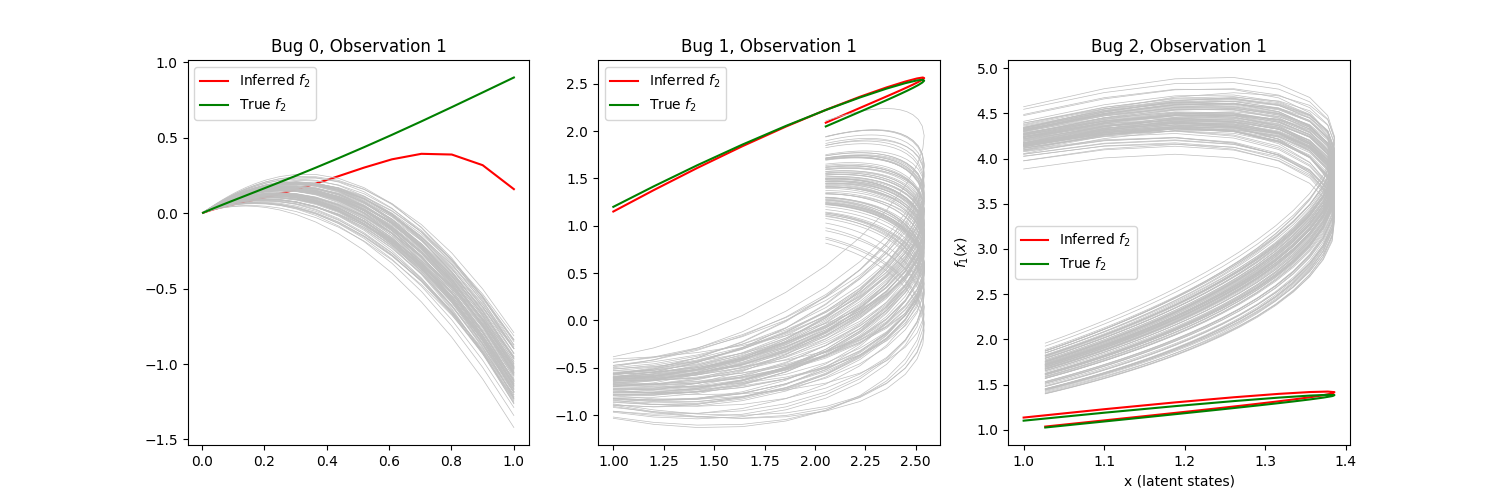 Bug 0, Observation 1
Inferred f₂
True f₂
1.0
0.5
0.0
−0.5
−1.0
−1.5
0.0 0.2 0.4 0.6 0.8 1.0
Bug 1, Observation 1
Inferred f₂
True f₂
2.5
2.0
1.5
1.0
0.5
0.0
−0.5
−1.0
1.00 1.25 1.50 1.75 2.00 2.25 2.50
Bug 2, Observation 1
Inferred f₂
True f₂
5.0
4.5
4.0
3.5
3.0
2.5
2.0
1.5
1.0
f₁(x)
1.0 1.1 1.2 1.3 1.4
x (latent states)